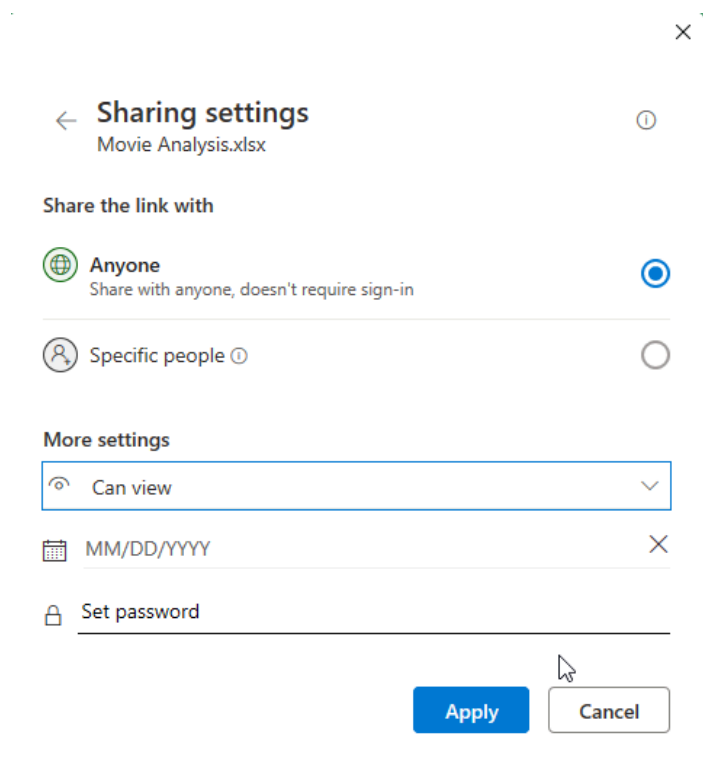 Sharing settings
Movie Analysis.xlsx
Share the link with
Anyone
Share with anyone, doesn't require sign-in
Specific people
More settings
Can view
MM/DD/YYYY
Set password
Apply
Cancel